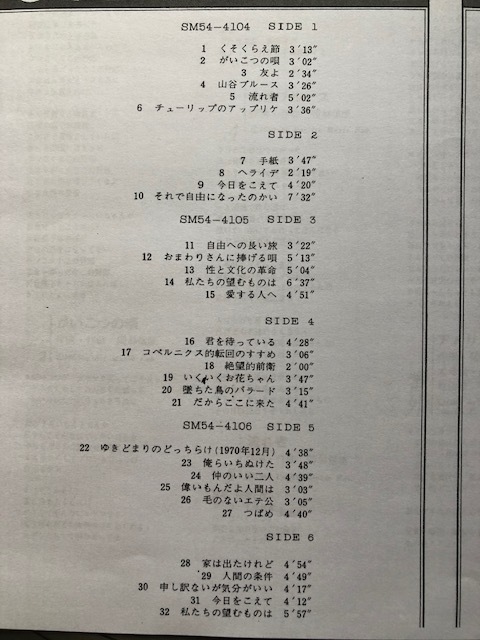 SM54-4104 SIDE 1
1 くそくらえ節 3′13″
2 がいこつの唄 3′02″
3 友よ 2′34″
4 山谷ブルース 3′26″
5 流れ者 5′02″
6 チューリップのアップリケ 3′36″
SIDE 2
7 手紙 3′47″
8 ヘライデ 2′19″
9 今日をこえて 4′20″
10 それで自由になったのかい 7′32″
SM54-4105 SIDE 3
11 自由への長い旅 3′22″
12 おまわりさんに捧げる唄 5′13″
13 性と文化の革命 5′04″
14 私たちの望むものは 6′37″
15 愛する人へ 4′51″
SIDE 4
16 君を待っている 4′28″
17 コペルニクス的転回のすすめ 3′06″
18 絶望的前衛 2′00″
19 いくいくお花ちゃん 3′47″
20 墜ちた鳥のバラード 3′15″
21 だからここに来た 4′41″
SM54-4106 SIDE 5
22 ゆきどまりのどっちらけ(1970年12月) 4′38″
23 俺らいちぬけた 3′48″
24 仲のいい二人 4′39″
25 偉いもんだよ人間は 3′03″
26 毛のないエテ公 3′05″
27 つばめ 4′40″
SIDE 6
28 家は出たけれど 4′54″
29 人間の条件 4′49″
30 申し訳ないが気分がいい 4′17″
31 今日をこえて 4′12″
32 私たちの望むものは 5′57″